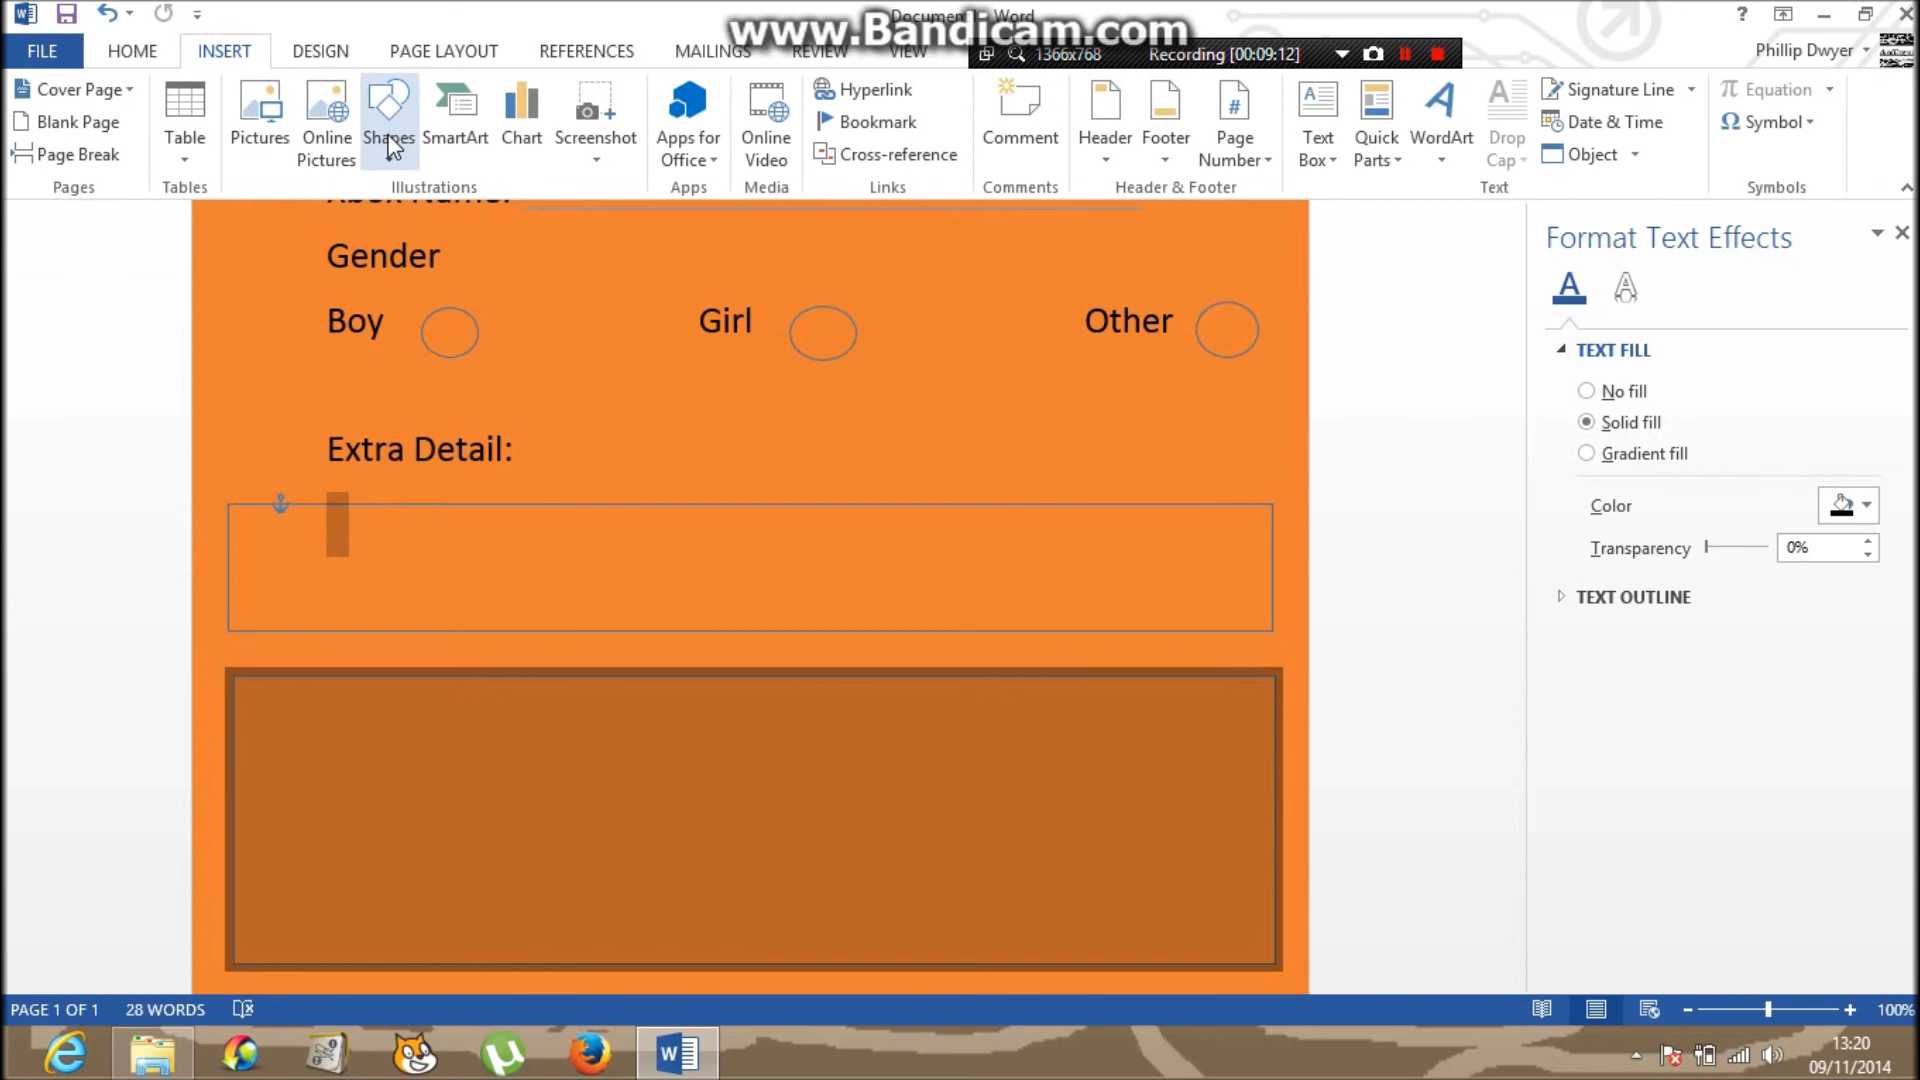 Document - Word
www.Bandicam.com
FILE HOME INSERT DESIGN PAGE LAYOUT REFERENCES MAILINGS REVIEW VIEW
1366x768 Recording [00:09:12]
Phillip Dwyer
Cover Page
Blank Page
Page Break
Pages
Table
Tables
Pictures
Online Pictures
Shapes
SmartArt
Chart
Screenshot
Illustrations
Apps for Office
Apps
Online Video
Media
Hyperlink
Bookmark
Cross-reference
Links
Comment
Comments
Header
Footer
Page Number
Header & Footer
Text Box
Quick Parts
WordArt
Drop Cap
Signature Line
Date & Time
Object
Text
Equation
Symbol
Symbols
Xbox Name:
Gender
Boy Girl Other
Extra Detail:
Format Text Effects
TEXT FILL
No fill
Solid fill
Gradient fill
Color
Transparency 0%
TEXT OUTLINE
PAGE 1 OF 1 28 WORDS
100%
13:20
09/11/2014